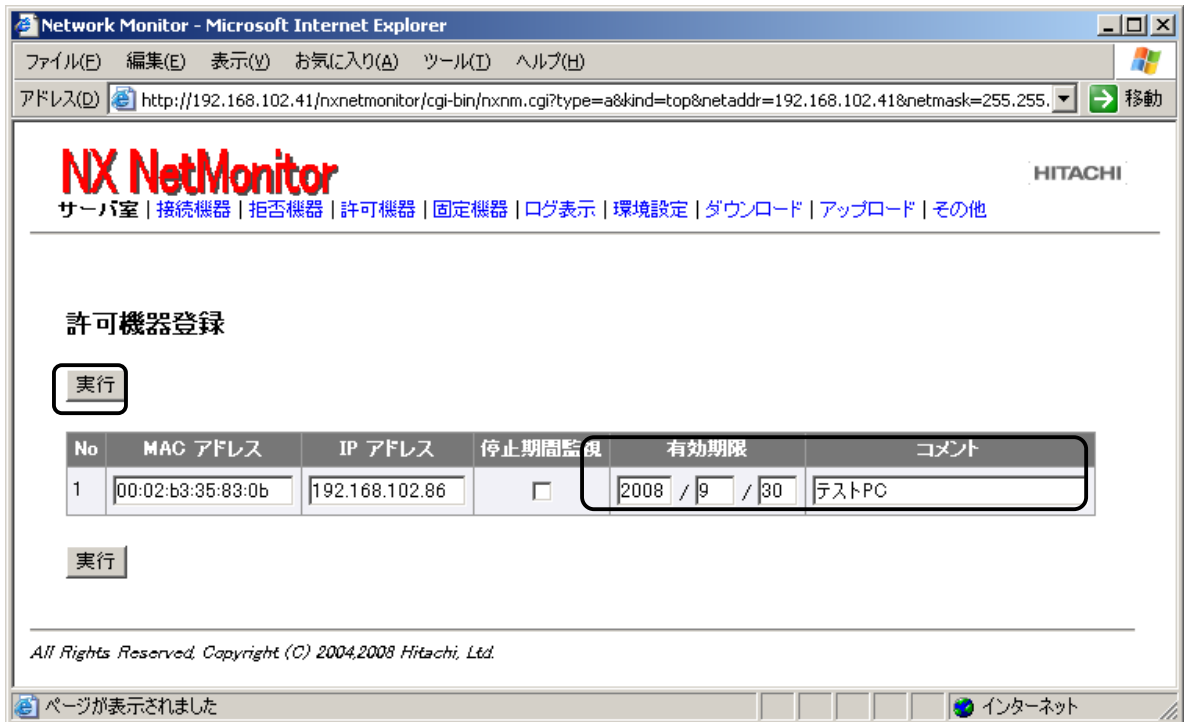 Network Monitor - Microsoft Internet Explorer
ファイル(F) 編集(E) 表示(V) お気に入り(A) ツール(T) ヘルプ(H)
アドレス(D) http://192.168.102.41/nxnetmonitor/cgi-bin/nxnm.cgi?type=a&kind=top&netaddr=192.168.102.41&netmask=255.255. 移動
NX NetMonitor
HITACHI
サーバ室 | 接続機器 | 拒否機器 | 許可機器 | 固定機器 | ログ表示 | 環境設定 | ダウンロード | アップロード | その他
許可機器登録
実行
No MAC アドレス IP アドレス 停止期間監視 有効期限 コメント
1 00:02:b3:35:83:0b 192.168.102.86 2008 / 9 / 30 テストPC
実行
All Rights Reserved, Copyright (C) 2004,2008 Hitachi, Ltd.
ページが表示されました インターネット